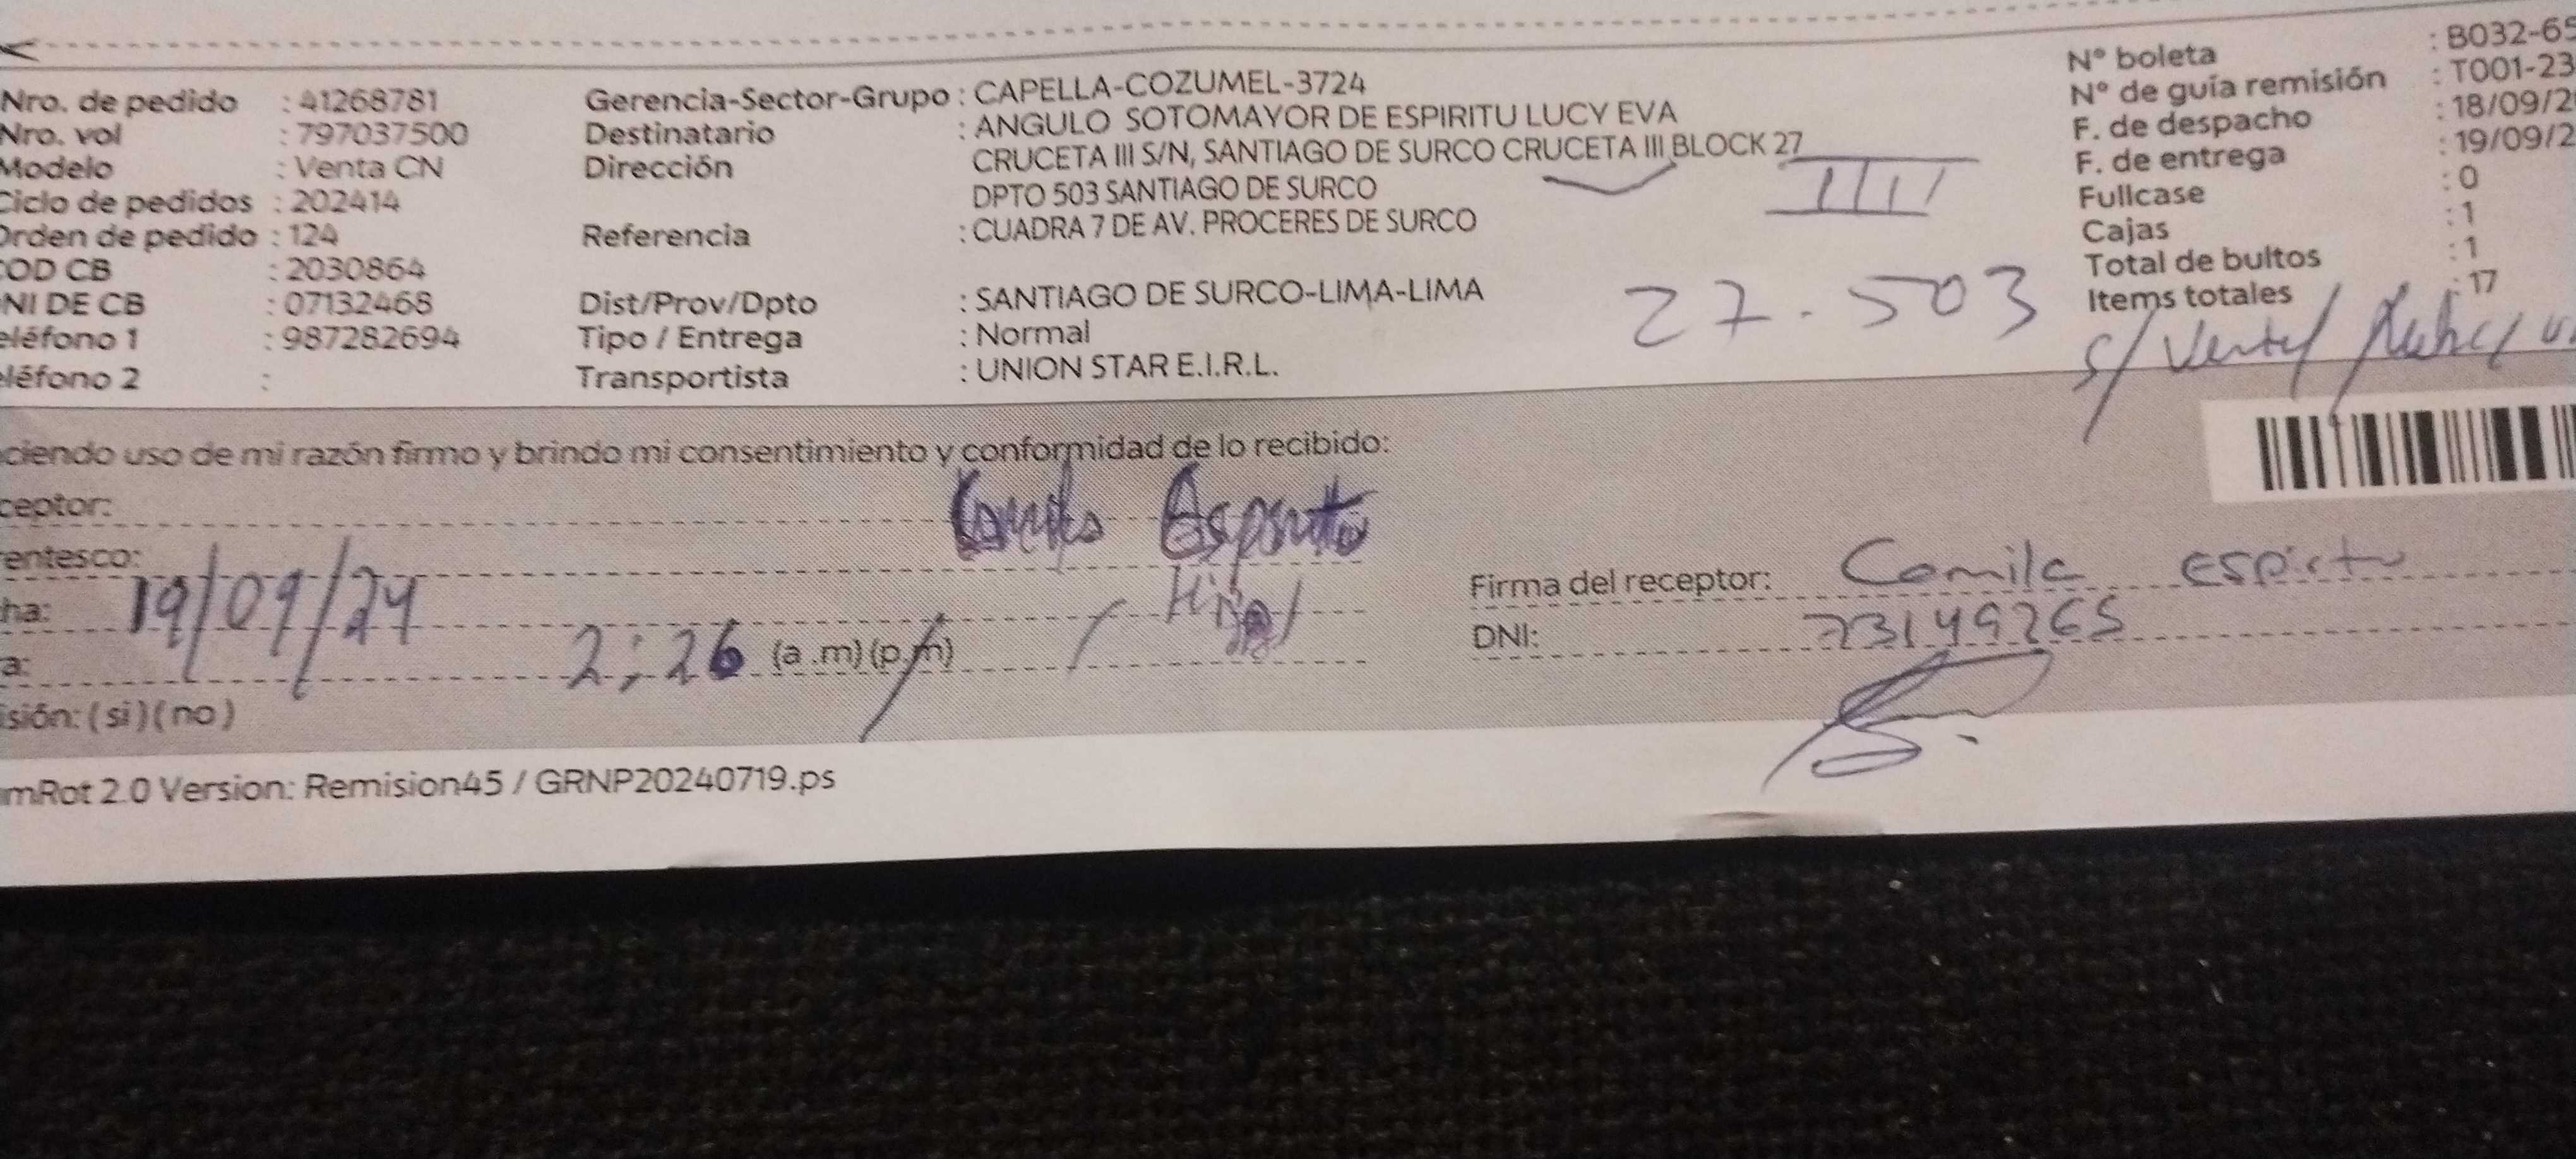 Nro. de pedido : 41268781 Gerencia-Sector-Grupo : CAPELLA-COZUMEL-3724 N° boleta : B032-65
Nro. vol : 797037500 Destinatario : ANGULO SOTOMAYOR DE ESPIRITU LUCY EVA N° de guía remisión : T001-23
Modelo : Venta CN Dirección CRUCETA III S/N, SANTIAGO DE SURCO CRUCETA III BLOCK 27 F. de despacho : 18/09/2
Ciclo de pedidos : 202414 DPTO 503 SANTIAGO DE SURCO III F. de entrega : 19/09/2
Orden de pedido : 124 Referencia : CUADRA 7 DE AV. PROCERES DE SURCO Fullcase : 0
OD CB : 2030864 Cajas : 1
NI DE CB : 07132468 Dist/Prov/Dpto : SANTIAGO DE SURCO-LIMA-LIMA 27.503 Total de bultos : 1
eléfono 1 : 987282694 Tipo / Entrega : Normal Items totales : 17
léfono 2 : Transportista : UNION STAR E.I.R.L.
ciendo uso de mi razón firmo y brindo mi consentimiento y conformidad de lo recibido:
ceptor: Camila Espiritu
entesco: Hija Firma del receptor: Camila Espiritu
ha: 19/09/24 DNI: 73149265
a: 2:26 (a .m) (p.m)
isión: ( si ) ( no )
mRot 2.0 Version: Remision45 / GRNP20240719.ps